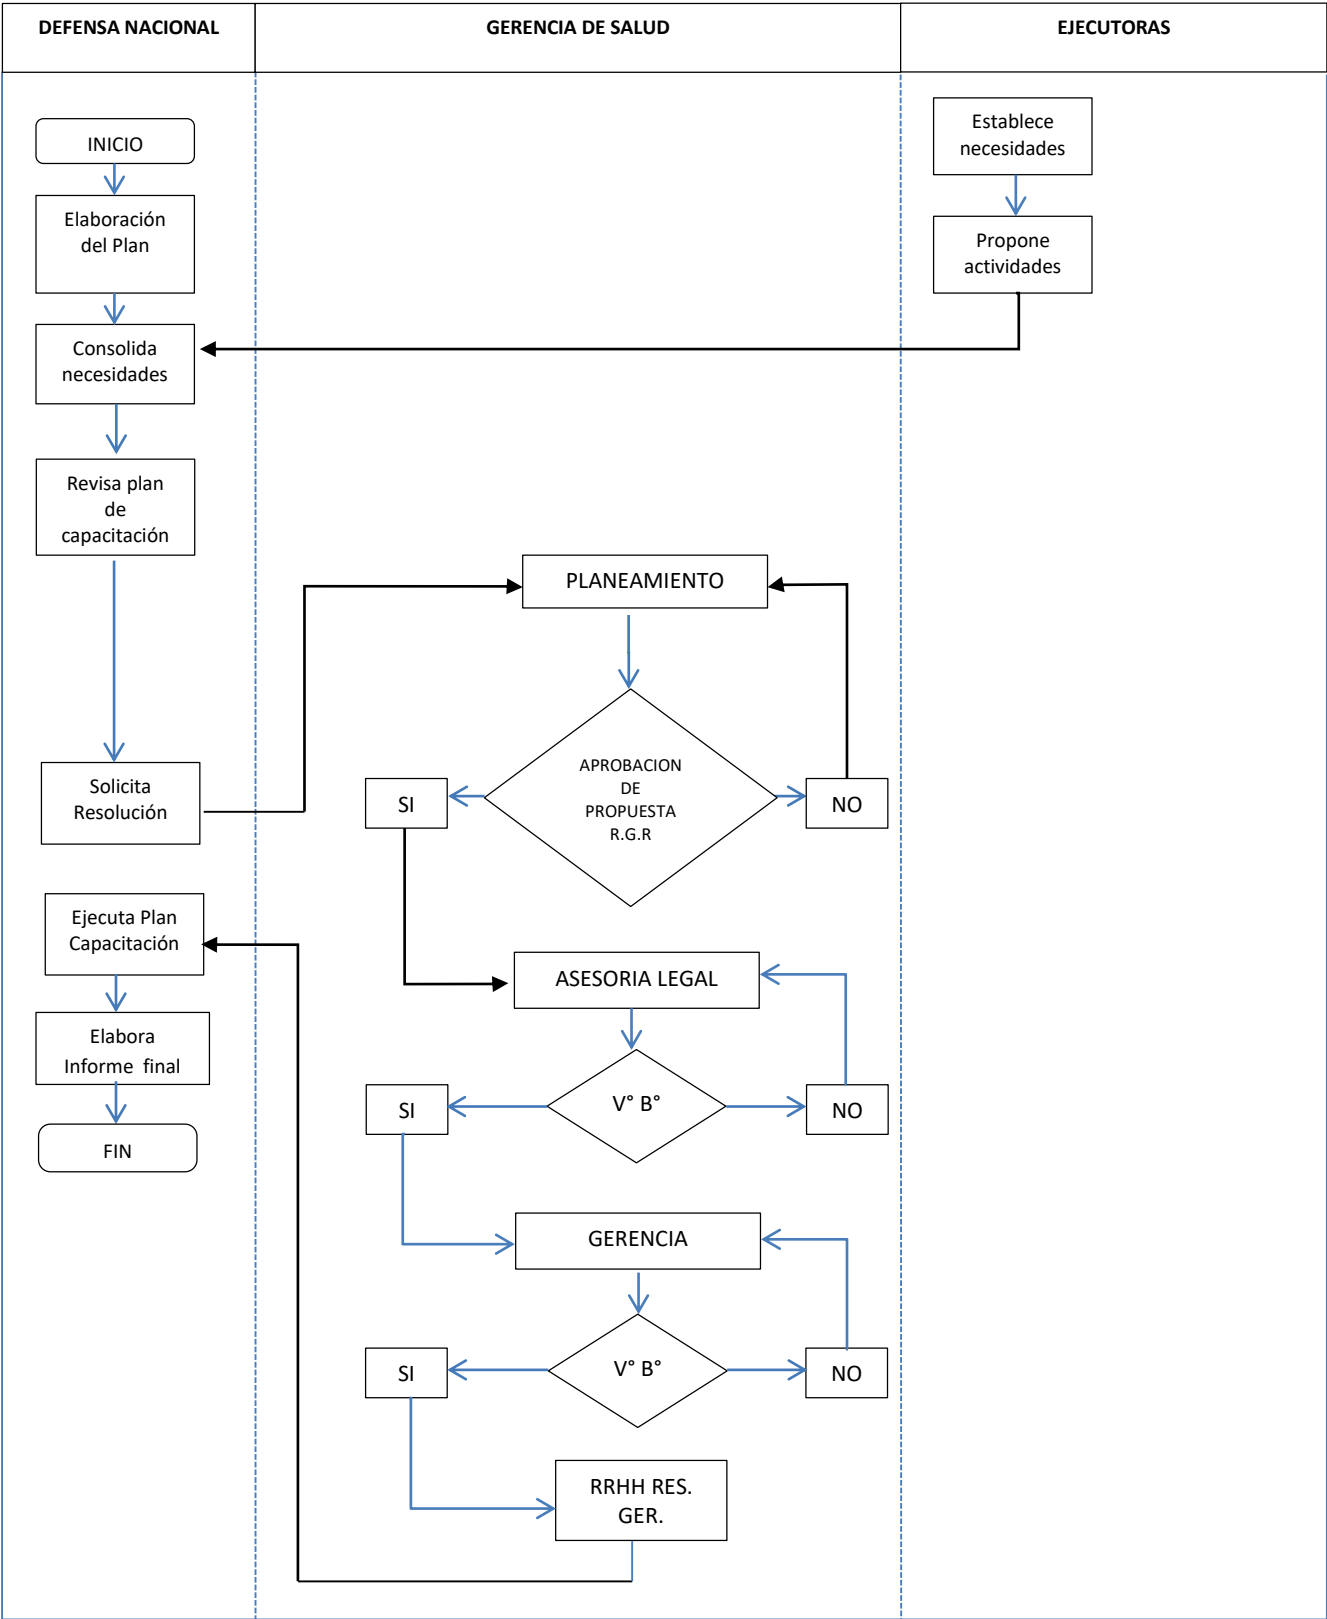 DEFENSA NACIONAL
GERENCIA DE SALUD
EJECUTORAS
INICIO
Elaboración
del Plan
Consolida
necesidades
Revisa plan
de
capacitación
Solicita
Resolución
Ejecuta Plan
Capacitación
Elabora
Informe final
FIN
PLANEAMIENTO
APROBACION
DE
PROPUESTA
R.G.R
SI
NO
ASESORIA LEGAL
V° B°
SI
NO
GERENCIA
V° B°
SI
NO
RRHH RES.
GER.
Establece
necesidades
Propone
actividades